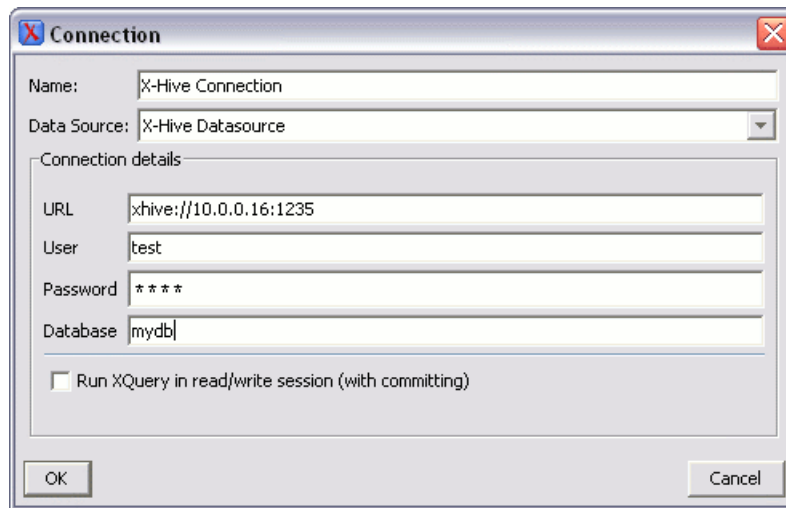 Connection
Name: X-Hive Connection
Data Source: X-Hive Datasource
Connection details
URL xhive://10.0.0.16:1235
User test
Password ****
Database mydb
Run XQuery in read/write session (with committing)
OK Cancel